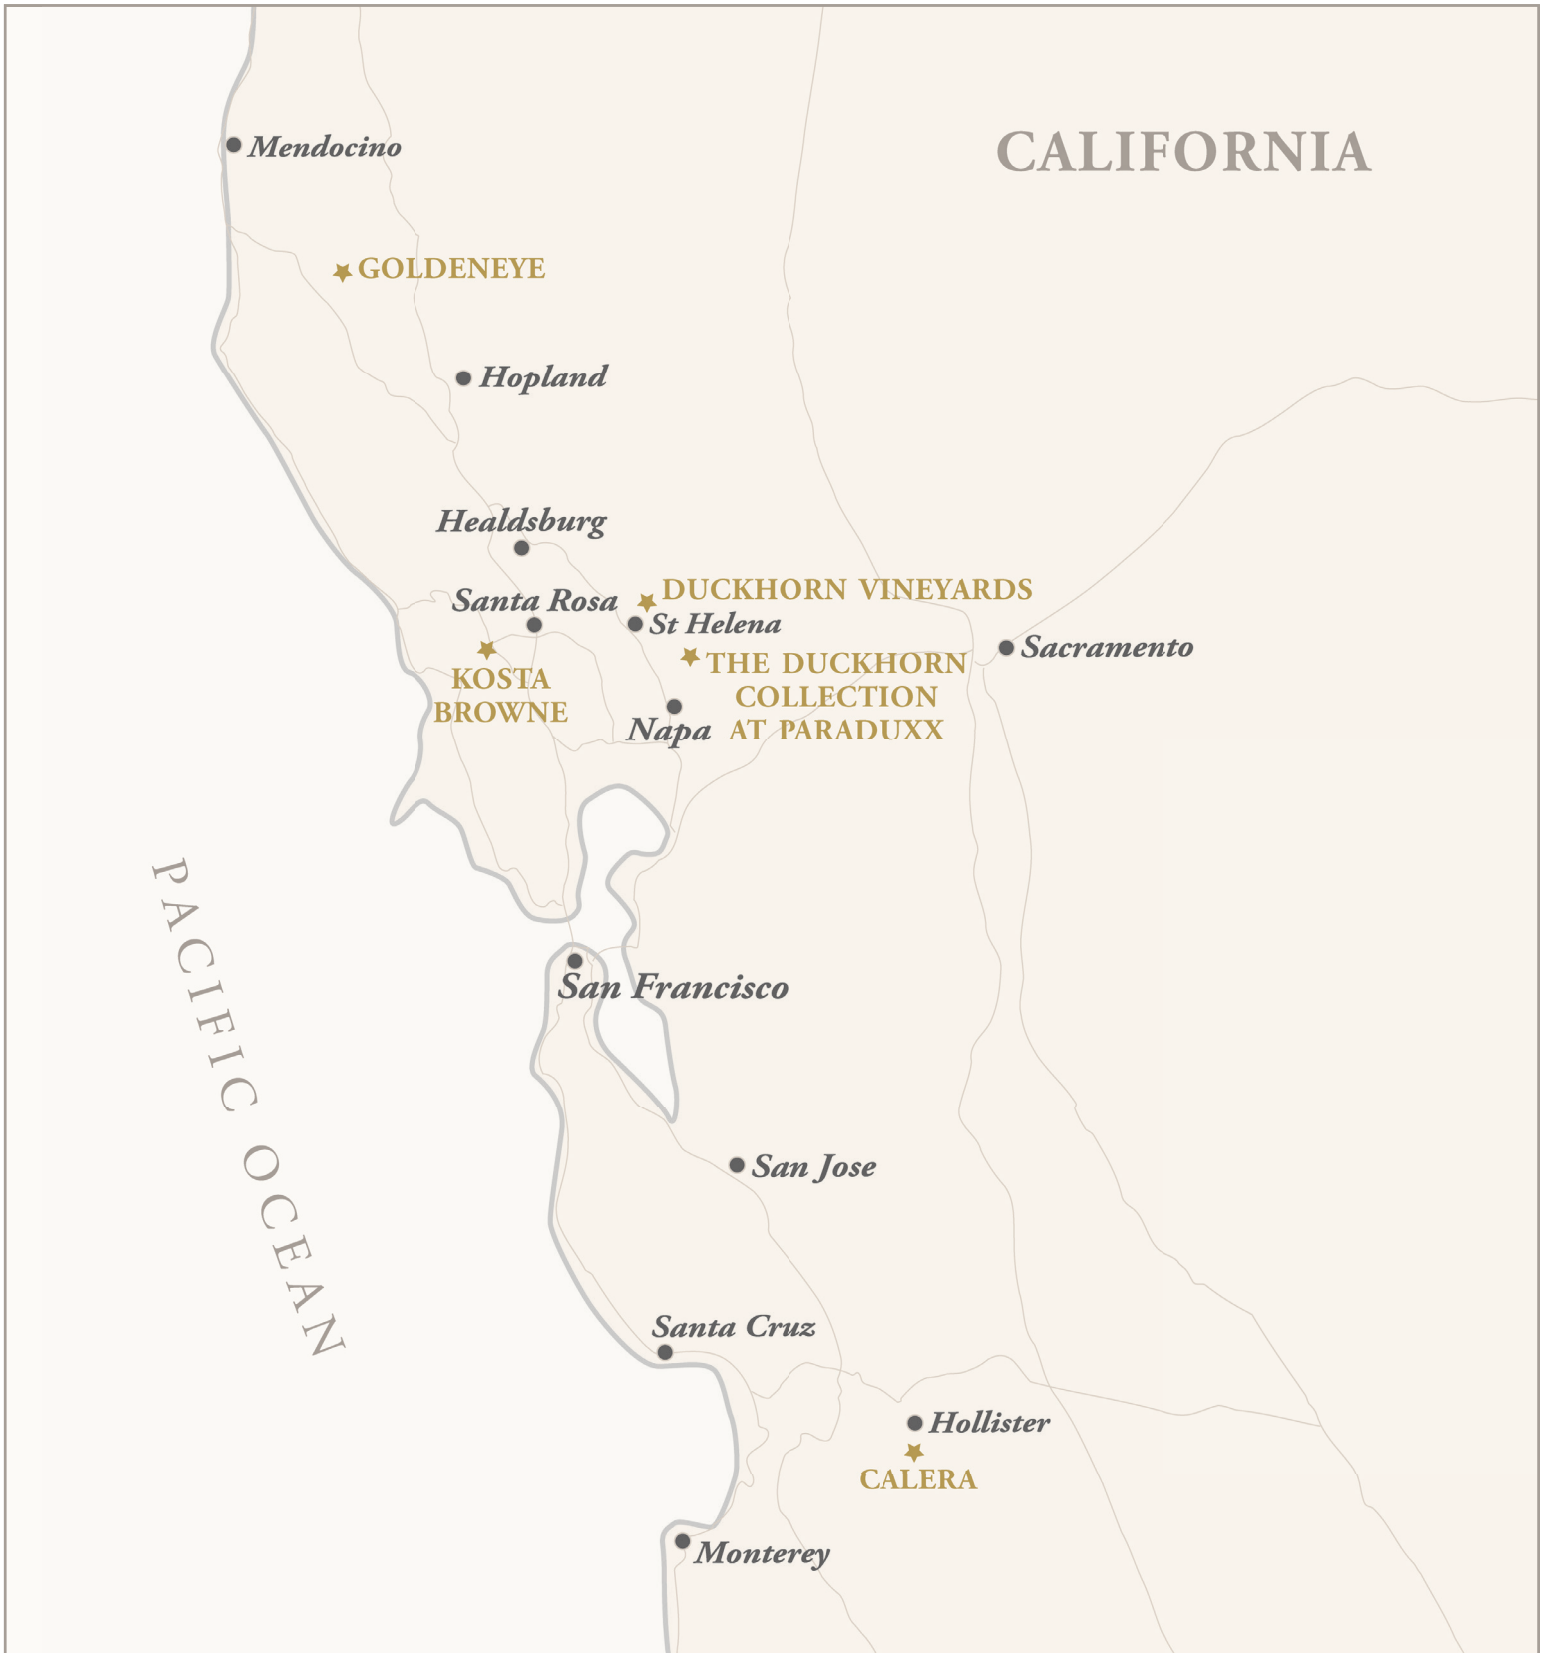 CALIFORNIA
Mendocino
GOLDENEYE
Hopland
Healdsburg
DUCKHORN VINEYARDS
Santa Rosa
St Helena
Sacramento
KOSTA
BROWNE
THE DUCKHORN
COLLECTION
AT PARADUXX
Napa
PACIFIC OCEAN
San Francisco
San Jose
Santa Cruz
Hollister
CALERA
Monterey